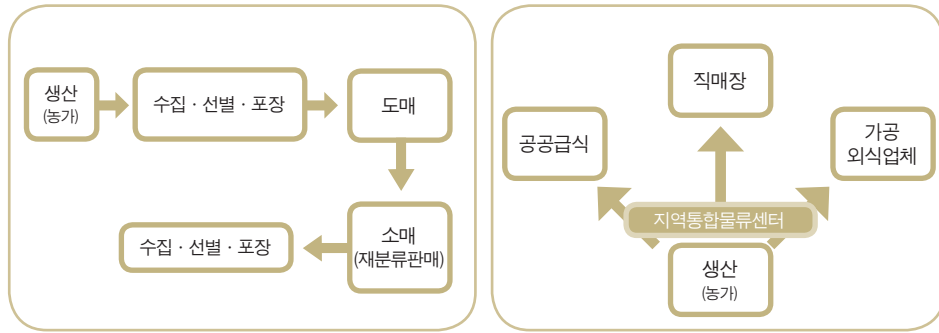 생산
(농가)
수집 · 선별 · 포장
도매
소매
(재분류판매)
수집 · 선별 · 포장
직매장
공공급식
가공
외식업체
지역통합물류센터
생산
(농가)